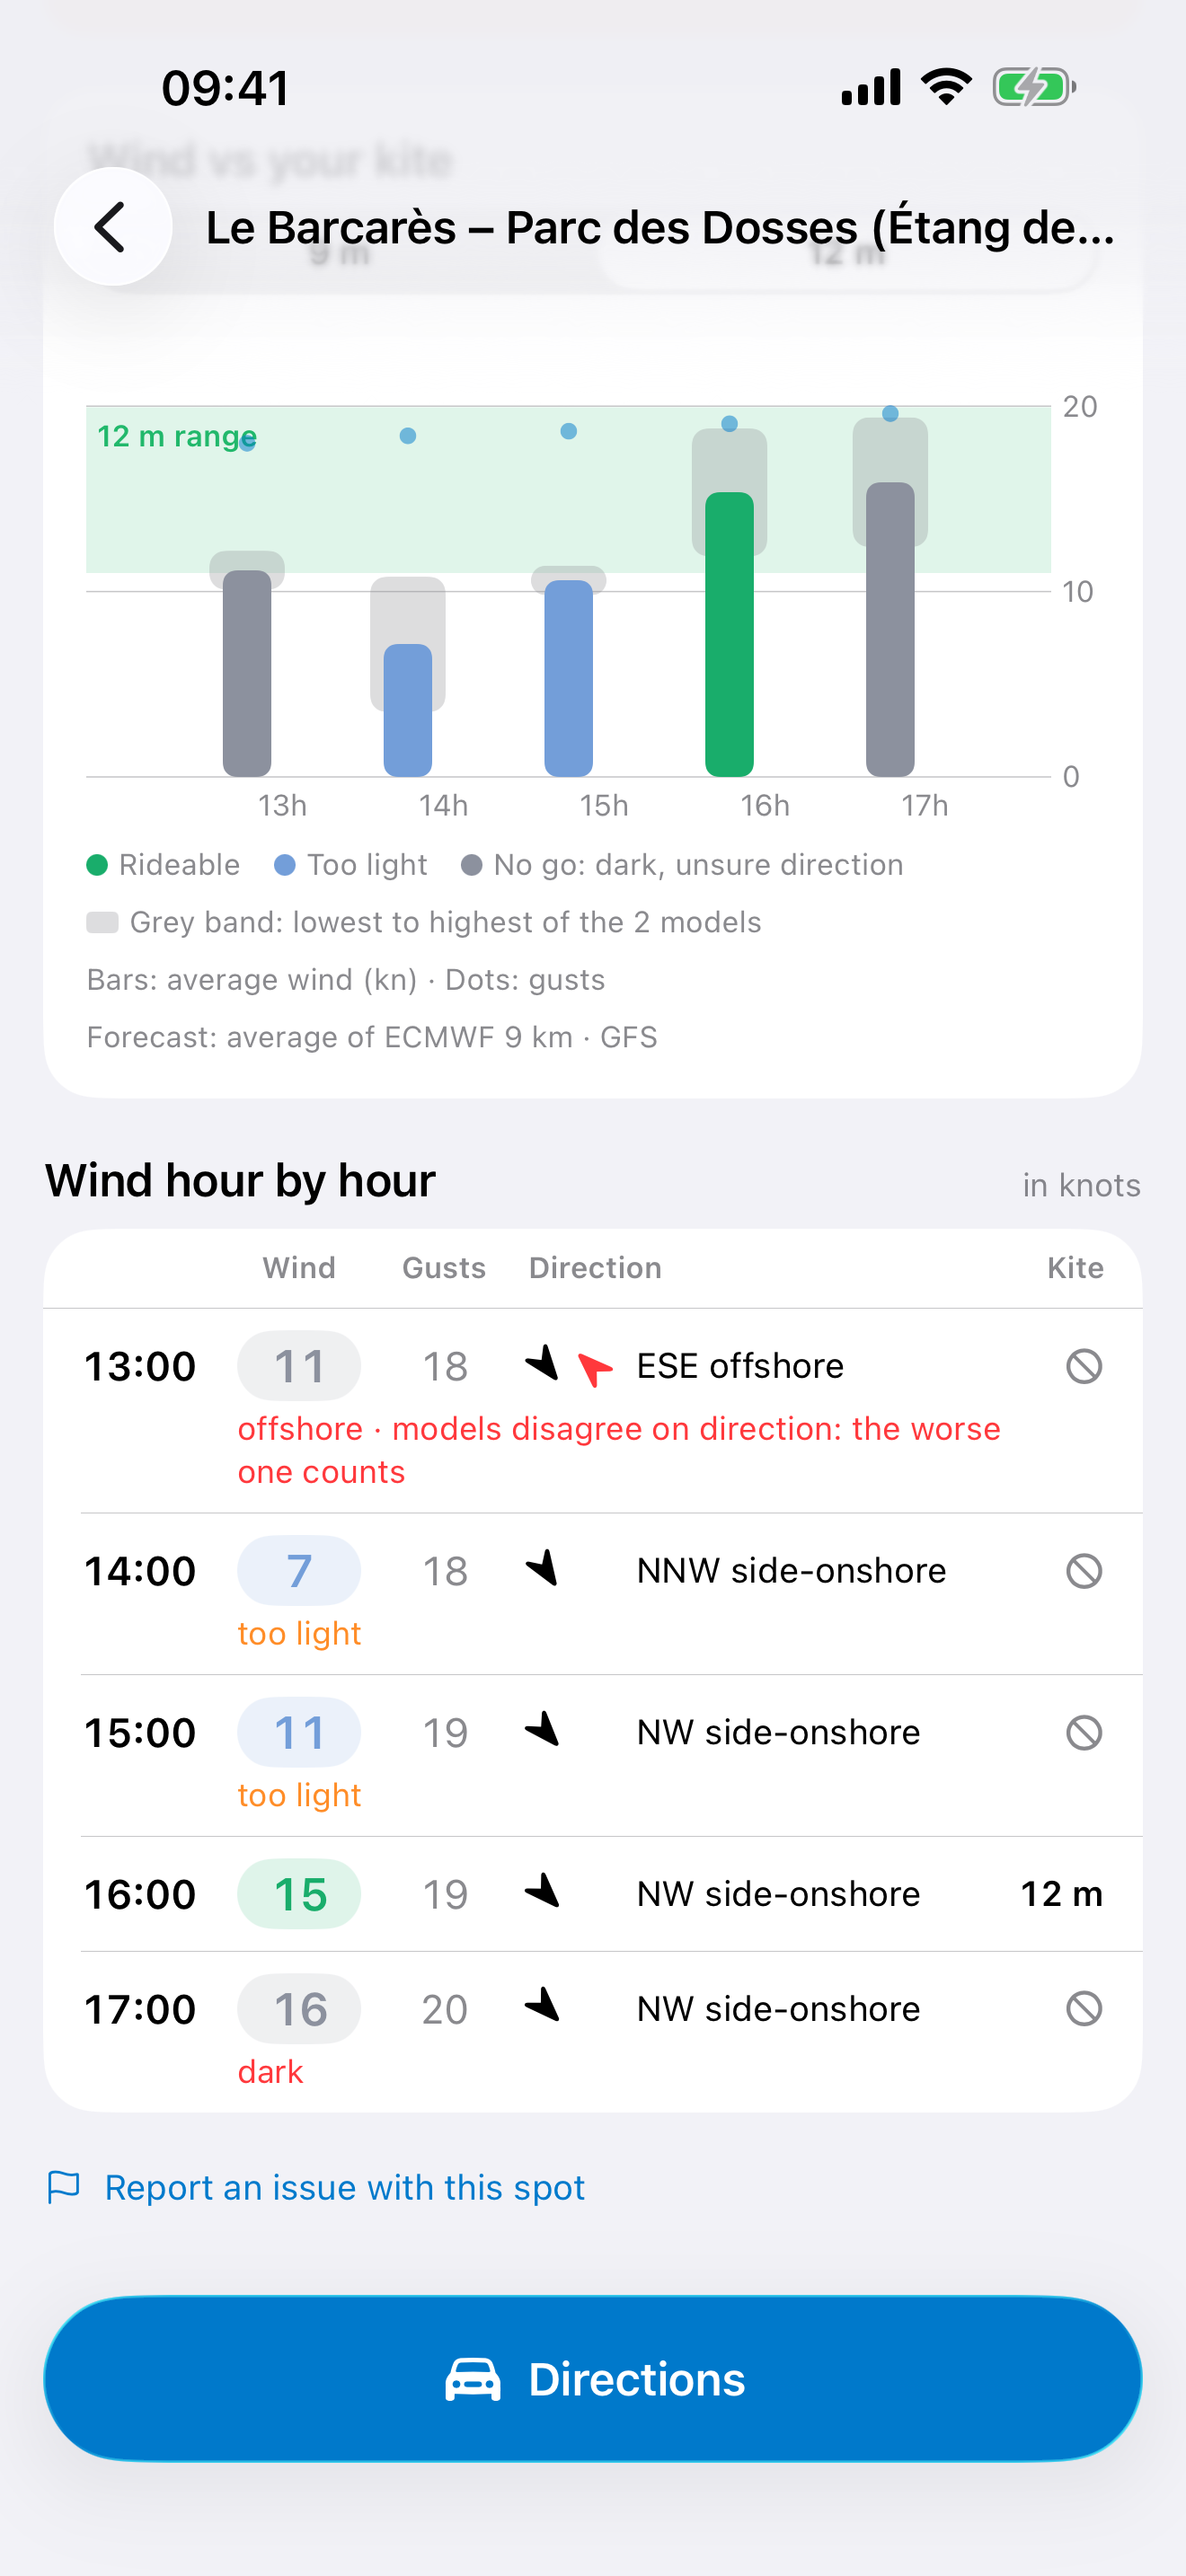 09:41
Wind vs your kite
Le Barcarès – Parc des Dosses (Étang de...
9 m
12 m
20
12 m range
10
0
13h 14h 15h 16h 17h
Rideable Too light No go: dark, unsure direction
Grey band: lowest to highest of the 2 models
Bars: average wind (kn) · Dots: gusts
Forecast: average of ECMWF 9 km · GFS
Wind hour by hour in knots
Wind Gusts Direction Kite
13:00 11 18 ESE offshore
offshore · models disagree on direction: the worse
one counts
14:00 7 18 NNW side-onshore
too light
15:00 11 19 NW side-onshore
too light
16:00 15 19 NW side-onshore 12 m
17:00 16 20 NW side-onshore
dark
Report an issue with this spot
Directions